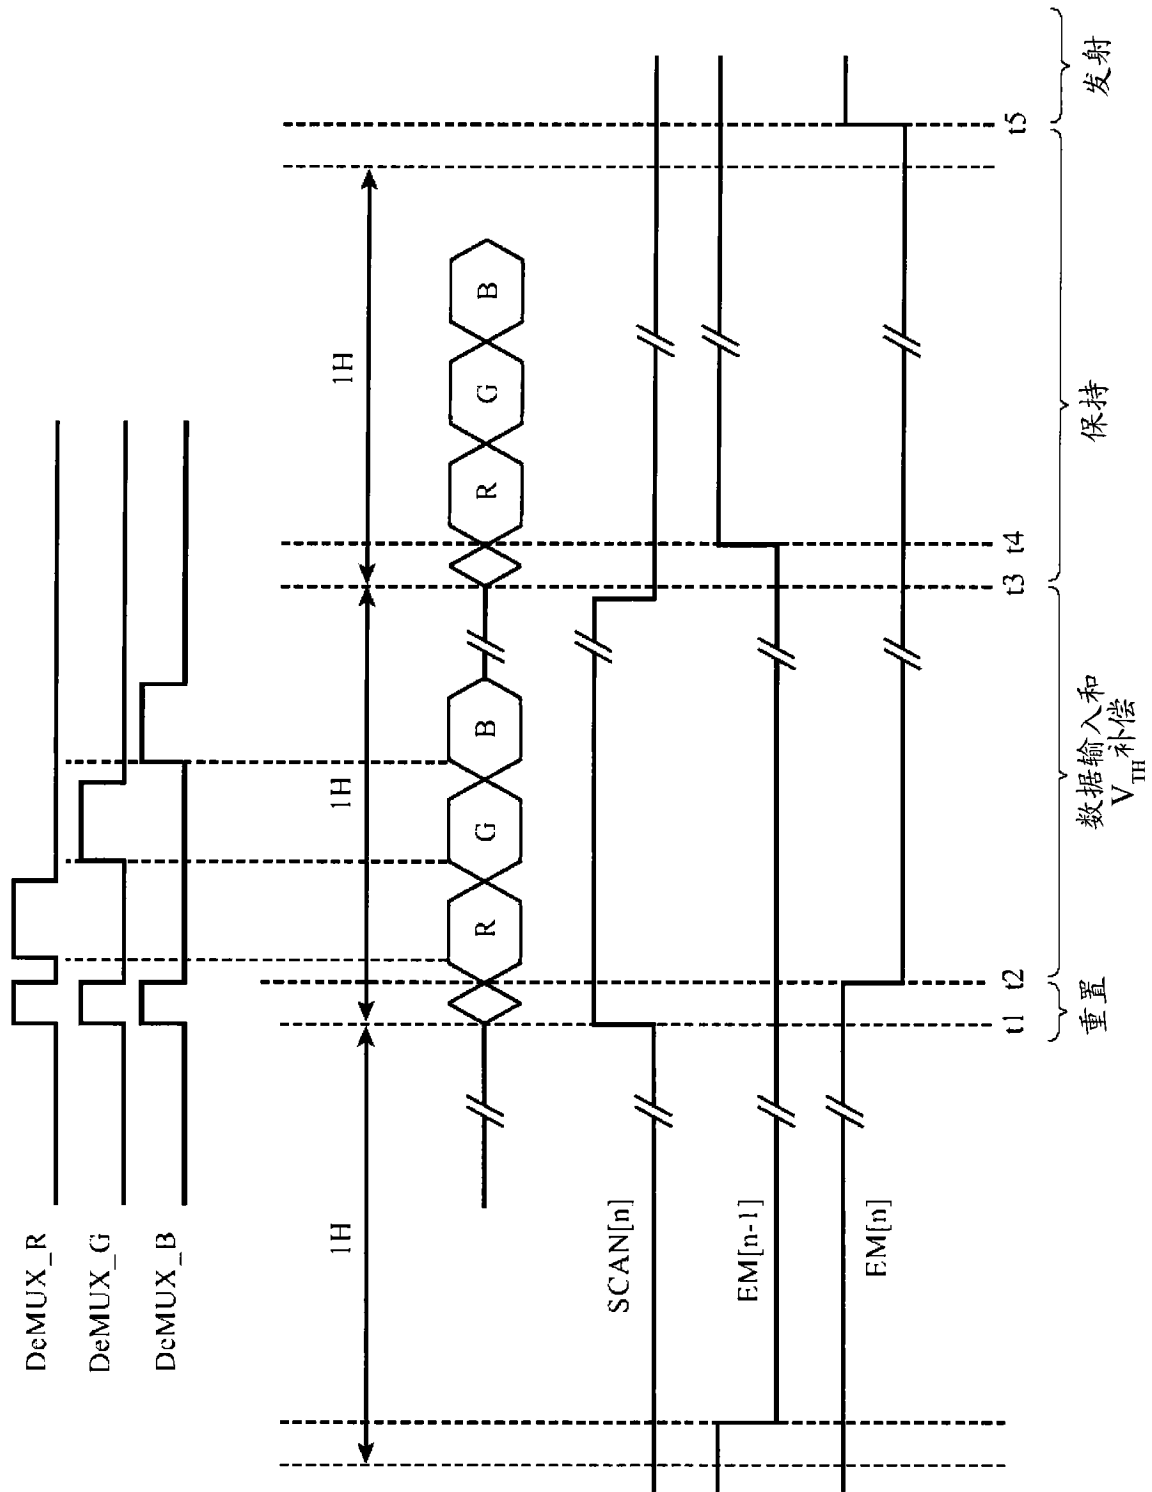 DeMUX_R
DeMUX_G
DeMUX_B
1H
1H
1H
R
G
B
R
G
B
SCAN[n]
EM[n-1]
EM[n]
t1
t2
t3
t4
t5
重置
数据输入和
V_TH补偿
保持
发射